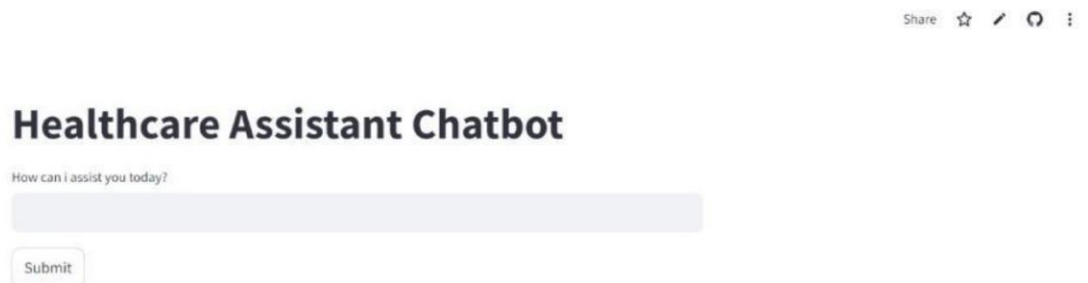 Share
Healthcare Assistant Chatbot
How can i assist you today?
Submit